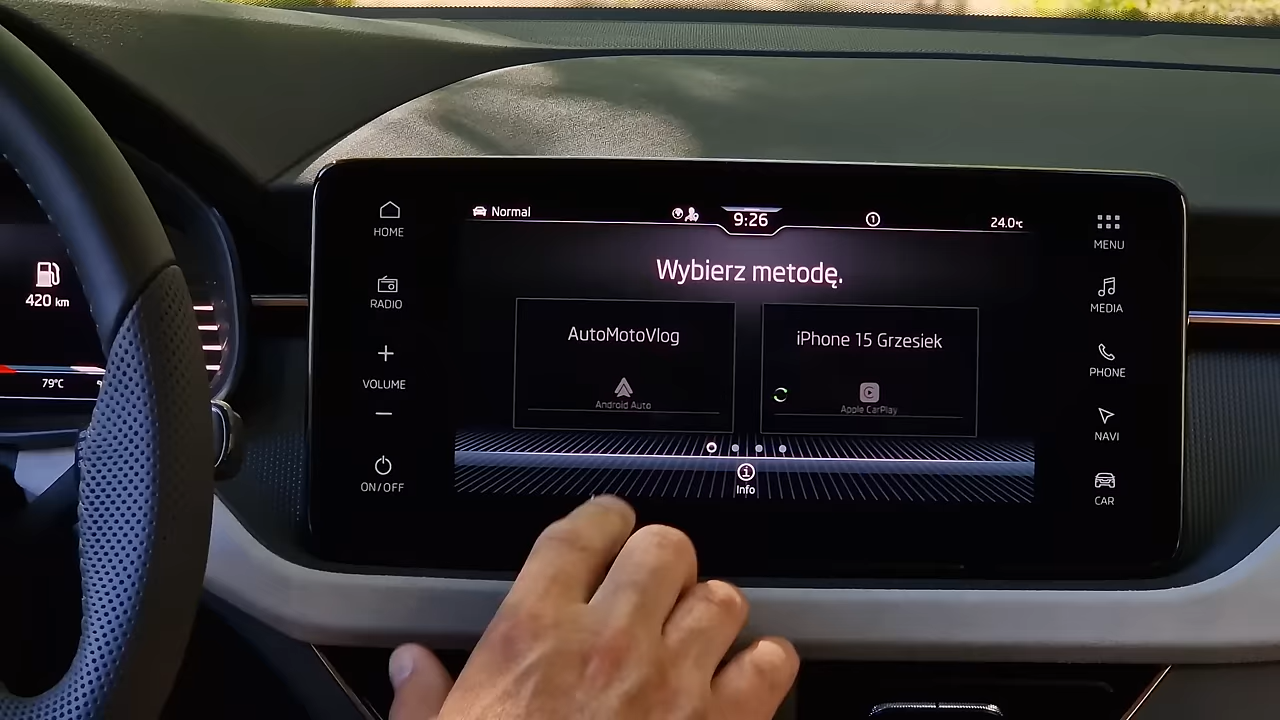 420 km
79°C
HOME
RADIO
VOLUME
ON/OFF
Normal
9:26
1
24.0°C
Wybierz metodę.
AutoMotoVlog
Android Auto
iPhone 15 Grzesiek
Apple CarPlay
Info
MENU
MEDIA
PHONE
NAVI
CAR